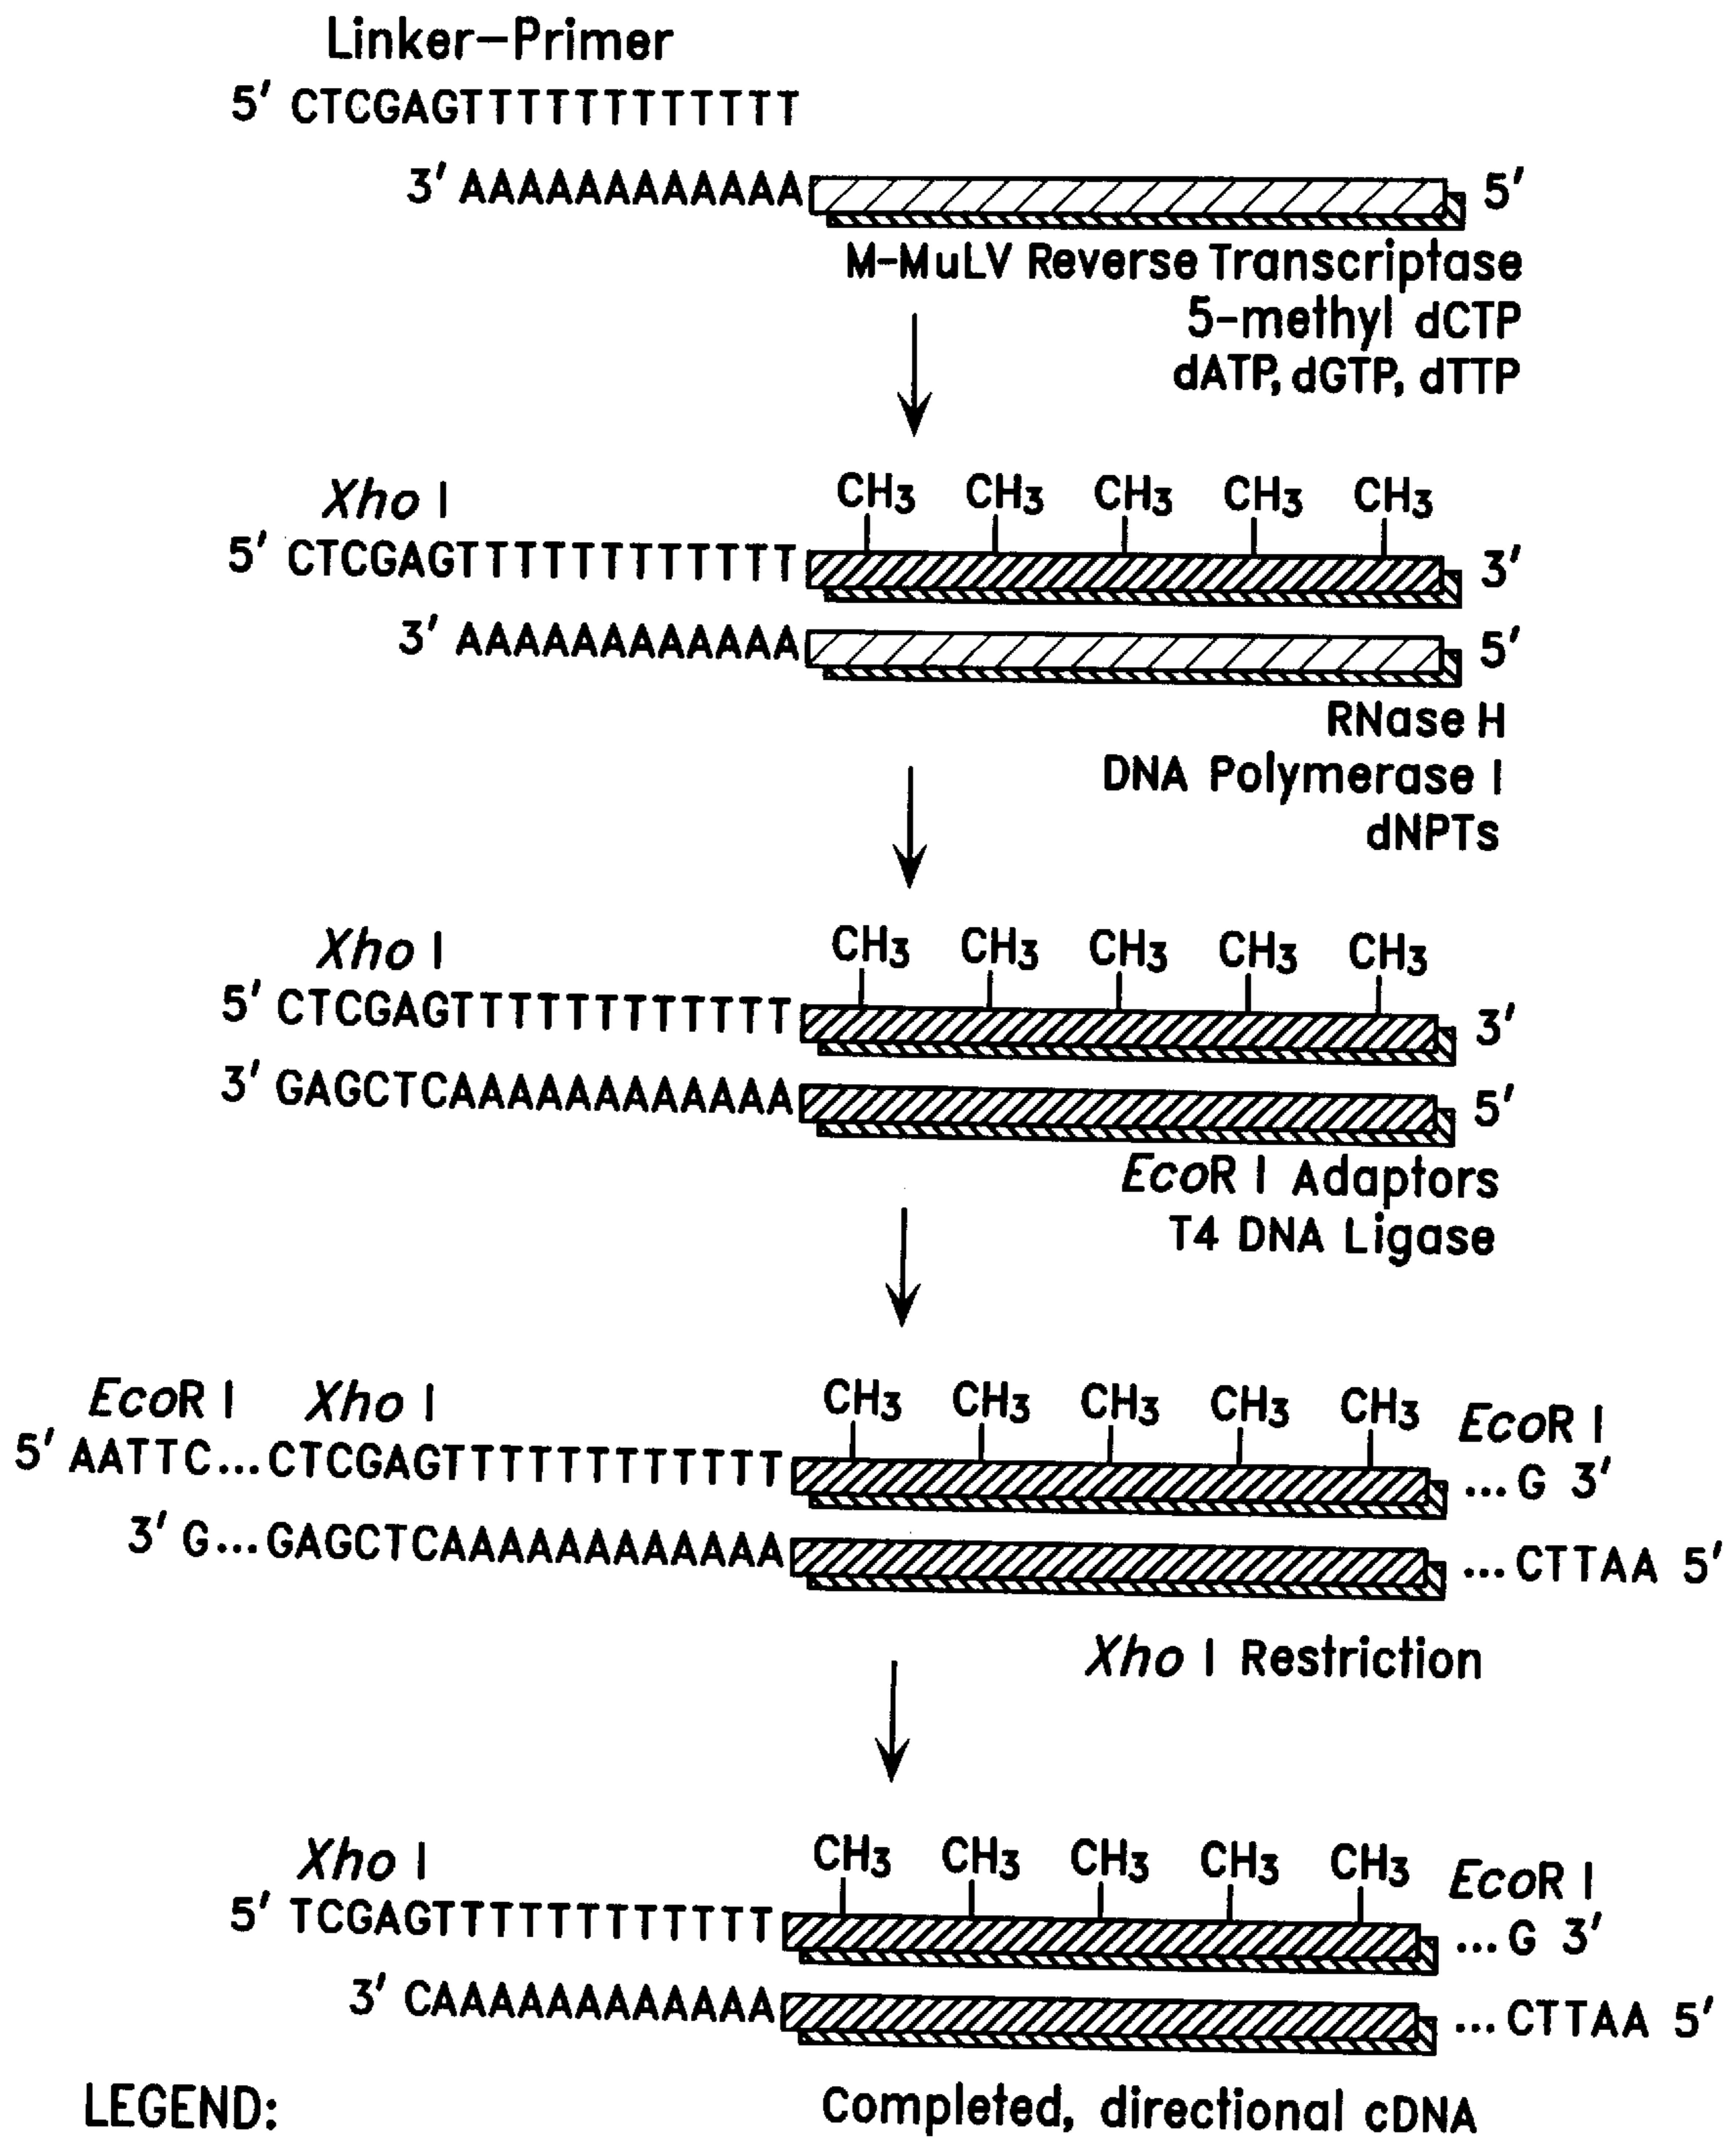 Linker-Primer
5' CTCGAGTTTTTTTTTTTT
3' AAAAAAAAAAAA 5'
M-MuLV Reverse Transcriptase
5-methyl dCTP
dATP, dGTP, dTTP
CH3 CH3 CH3 CH3 CH3
Xho I
5' CTCGAGTTTTTTTTTTTT 3'
3' AAAAAAAAAAAA 5'
RNase H
DNA Polymerase I
dNPTs
CH3 CH3 CH3 CH3 CH3
Xho I
5' CTCGAGTTTTTTTTTTTT 3'
3' GAGCTCAAAAAAAAAAAA 5'
EcoR I Adaptors
T4 DNA Ligase
EcoR I Xho I CH3 CH3 CH3 CH3 CH3 EcoR I
5' AATTC...CTCGAGTTTTTTTTTTTT ...G 3'
3' G...GAGCTCAAAAAAAAAAAA ...CTTAA 5'
Xho I Restriction
Xho I CH3 CH3 CH3 CH3 CH3 EcoR I
5' TCGAGTTTTTTTTTTTT ...G 3'
3' CAAAAAAAAAAAA ...CTTAA 5'
LEGEND: Completed, directional cDNA